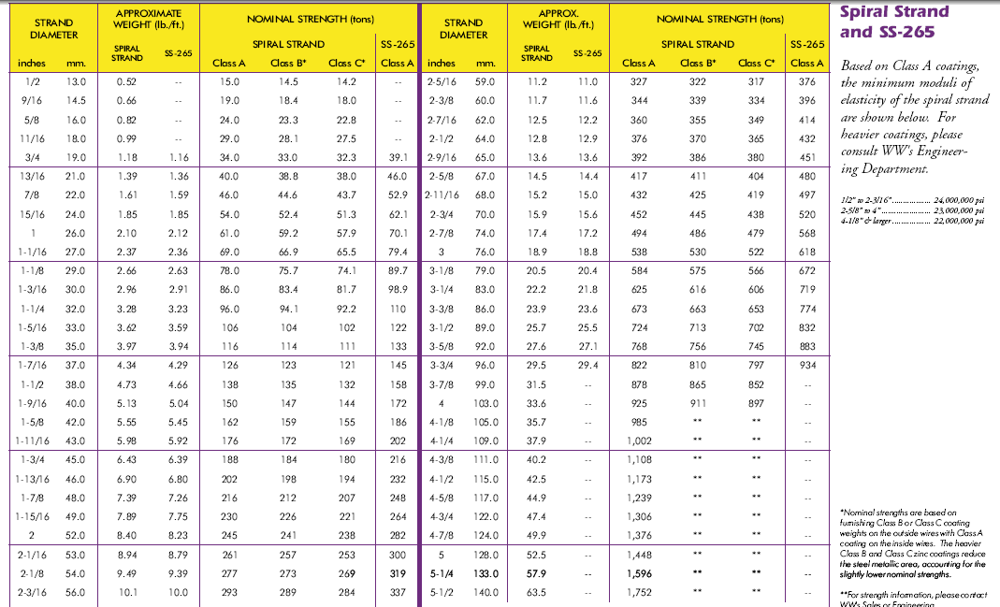 STRAND DIAMETER APPROXIMATE WEIGHT (lb./ft.) NOMINAL STRENGTH (tons) STRAND DIAMETER APPROX. WEIGHT (lb./ft.) NOMINAL STRENGTH (tons)
SPIRAL STRAND SS-265 SPIRAL STRAND SS-265 SPIRAL STRAND SS-265 SPIRAL STRAND SS-265
inches mm. Class A Class B* Class C* Class A inches mm. Class A Class B* Class C* Class A
1/2 13.0 0.52 -- 15.0 14.5 14.2 -- 2-5/16 59.0 11.2 11.0 327 322 317 376
9/16 14.5 0.66 -- 19.0 18.4 18.0 -- 2-3/8 60.0 11.7 11.6 344 339 334 396
5/8 16.0 0.82 -- 24.0 23.3 22.8 -- 2-7/16 62.0 12.5 12.2 360 355 349 414
11/16 18.0 0.99 -- 29.0 28.1 27.5 -- 2-1/2 64.0 12.8 12.9 376 370 365 432
3/4 19.0 1.18 1.16 34.0 33.0 32.3 39.1 2-9/16 65.0 13.6 13.6 392 386 380 451
13/16 21.0 1.39 1.36 40.0 38.8 38.0 46.0 2-5/8 67.0 14.5 14.4 417 411 404 480
7/8 22.0 1.61 1.59 46.0 44.6 43.7 52.9 2-11/16 68.0 15.2 15.0 432 425 419 497
15/16 24.0 1.85 1.85 54.0 52.4 51.3 62.1 2-3/4 70.0 15.9 15.6 452 445 438 520
1 26.0 2.10 2.12 61.0 59.2 57.9 70.1 2-7/8 74.0 17.4 17.2 494 486 479 568
1-1/16 27.0 2.37 2.36 69.0 66.9 65.5 79.4 3 76.0 18.9 18.8 538 530 522 618
1-1/8 29.0 2.66 2.63 78.0 75.7 74.1 89.7 3-1/8 79.0 20.5 20.4 584 575 566 672
1-3/16 30.0 2.96 2.91 86.0 83.4 81.7 98.9 3-1/4 83.0 22.2 21.8 625 616 606 719
1-1/4 32.0 3.28 3.23 96.0 94.1 92.2 110 3-3/8 86.0 23.9 23.6 673 663 653 774
1-5/16 33.0 3.62 3.59 106 104 102 122 3-1/2 89.0 25.7 25.5 724 713 702 832
1-3/8 35.0 3.97 3.94 116 114 111 133 3-5/8 92.0 27.6 27.1 768 756 745 883
1-7/16 37.0 4.34 4.29 126 123 121 145 3-3/4 96.0 29.5 29.4 822 810 797 934
1-1/2 38.0 4.73 4.66 138 135 132 158 3-7/8 99.0 31.5 -- 878 865 852 --
1-9/16 40.0 5.13 5.04 150 147 144 172 4 103.0 33.6 -- 925 911 897 --
1-5/8 42.0 5.55 5.45 162 159 155 186 4-1/8 105.0 35.7 -- 985 ** ** --
1-11/16 43.0 5.98 5.92 176 172 169 202 4-1/4 109.0 37.9 -- 1,002 ** ** --
1-3/4 45.0 6.43 6.39 188 184 180 216 4-3/8 111.0 40.2 -- 1,108 ** ** --
1-13/16 46.0 6.90 6.80 202 198 194 232 4-1/2 115.0 42.5 -- 1,173 ** ** --
1-7/8 48.0 7.39 7.26 216 212 207 248 4-5/8 117.0 44.9 -- 1,239 ** ** --
1-15/16 49.0 7.89 7.75 230 226 221 264 4-3/4 122.0 47.4 -- 1,306 ** ** --
2 52.0 8.40 8.23 245 241 238 282 4-7/8 124.0 49.9 -- 1,376 ** ** --
2-1/16 53.0 8.94 8.79 261 257 253 300 5 128.0 52.5 -- 1,448 ** ** --
2-1/8 54.0 9.49 9.39 277 273 269 319 5-1/4 133.0 57.9 -- 1,596 ** ** --
2-3/16 56.0 10.1 10.0 293 289 284 337 5-1/2 140.0 63.5 -- 1,752 ** ** --
Spiral Strand
and SS-265
Based on Class A coatings,
the minimum moduli of
elasticity of the spiral strand
are shown below. For
heavier coatings, please
consult WW's Engineer-
ing Department.
1/2" to 2-3/16"................. 24,000,000 psi
2-5/8" to 4"...................... 23,000,000 psi
4-1/8" & larger................. 22,000,000 psi
*Nominal strengths are based on
furnishing Class B or Class C coating
weights on the outside wires with Class A
coating on the inside wires. The heavier
Class B and Class C zinc coatings reduce
the steel metallic area, accounting for the
slightly lower nominal strengths.
**For strength information, please contact
WW's Sales or Engineering